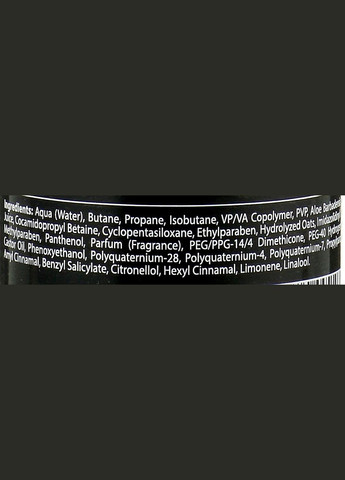 Ingredients: Aqua (Water), Butane, Propane, Isobutane, VP/VA Copolymer, PVP, Aloe
Juice, Cocamidopropyl Betaine, Cyclopentasiloxane, Ethylparaben, Hydrolyzed Oats,
Methylparaben, Panthenol, Parfum (Fragrance), PEG/PPG-14/4 Dimethicone, PEG-40
Castor Oil, Phenoxyethanol, Polyquaternium-28, Polyquaternium-4, Polyquaternium-7,
Amyl Cinnamal, Benzyl Salicylate, Citronellol, Hexyl Cinnamal, Limonene, Linalool.